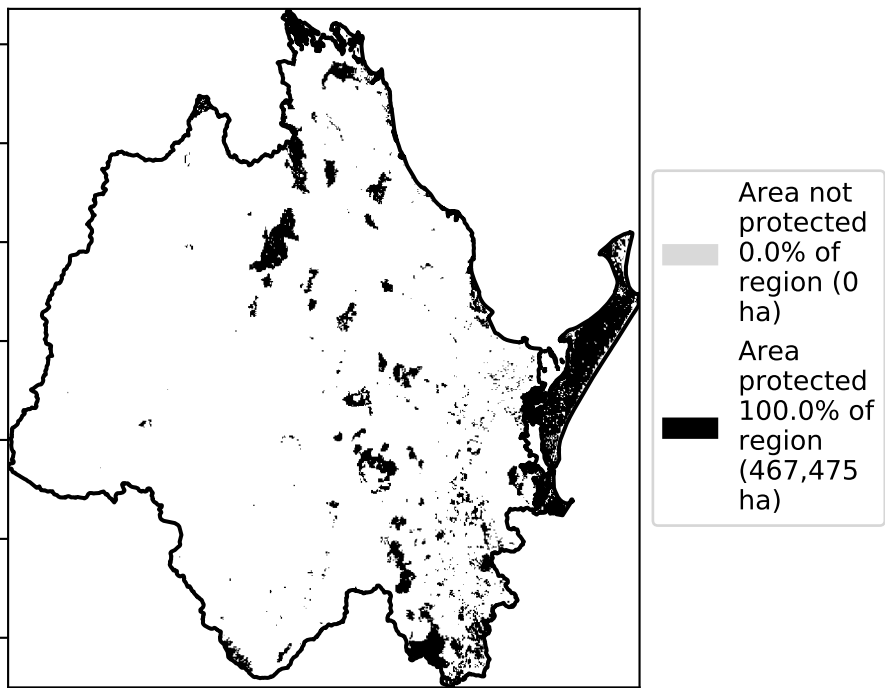 Area not
protected
0.0% of
region (0
ha)
Area
protected
100.0% of
region
(467,475
ha)